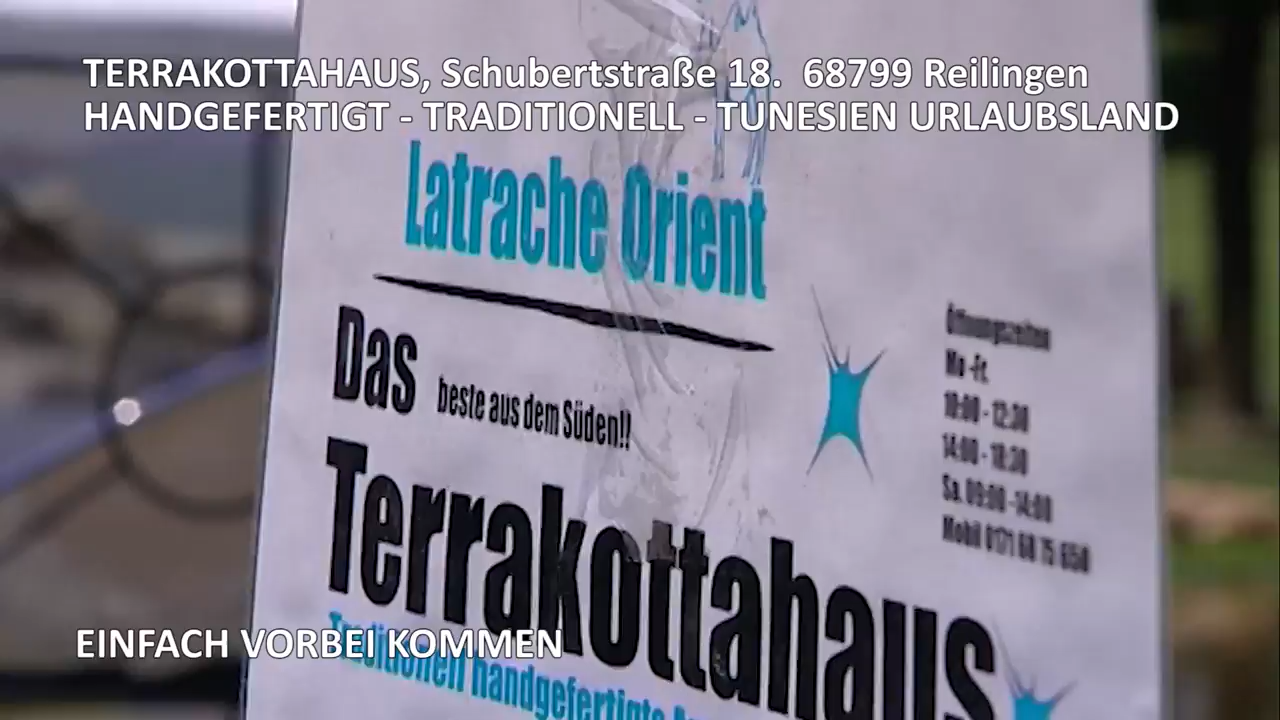 TERRAKOTTAHAUS, Schubertstraße 18. 68799 Reilingen
HANDGEFERTIGT - TRADITIONELL - TUNESIEN URLAUBSLAND
Latrache Orient
Das beste aus dem Süden!!
Terrakottahaus
Traditionell handgefertigte
Öffnungszeiten
Mo -Fr.
10:00 - 12:30
14:00 - 18:30
Sa. 09:00 -14:00
Mobil 0171 68 75 650
EINFACH VORBEI KOMMEN